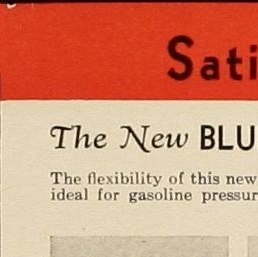 Sati
The New BLU
The flexibility of this new
ideal for gasoline pressur